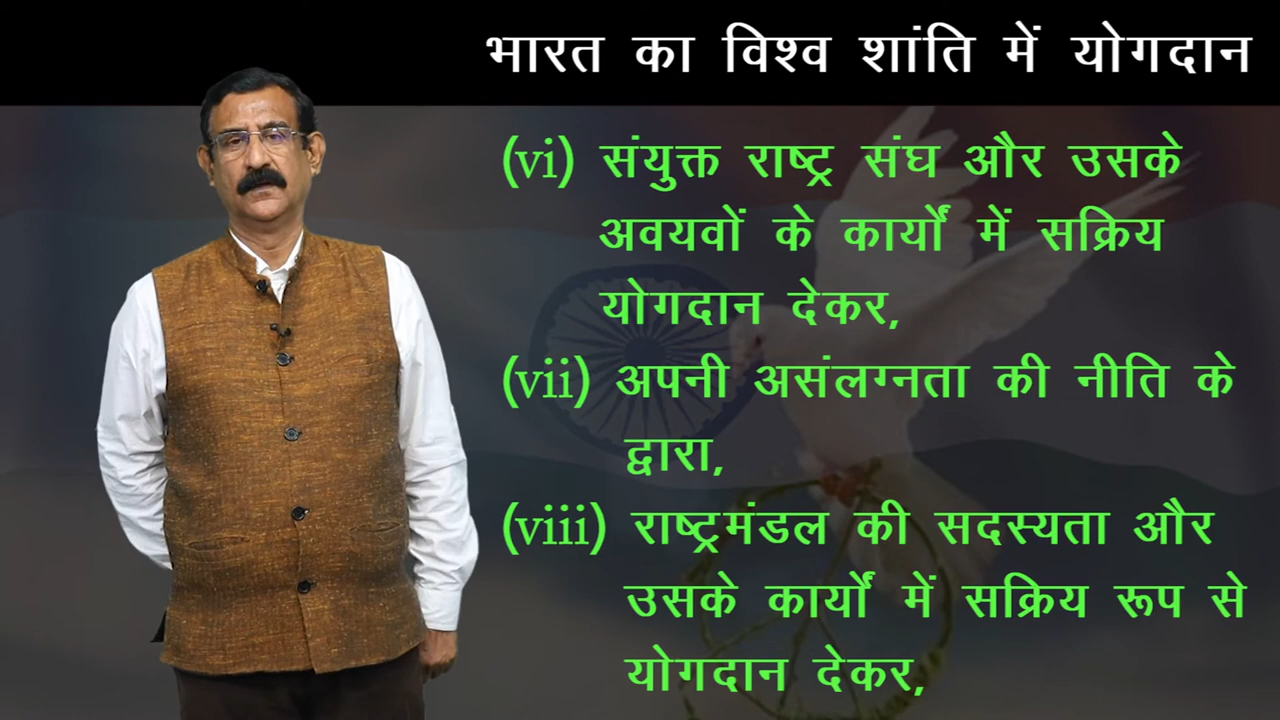 भारत का विश्व शांति में योगदान
(vi) संयुक्त राष्ट्र संघ और उसके
अवयवों के कार्यों में सक्रिय
योगदान देकर,
(vii) अपनी असंलग्नता की नीति के
द्वारा,
(viii) राष्ट्रमंडल की सदस्यता और
उसके कार्यों में सक्रिय रूप से
योगदान देकर,